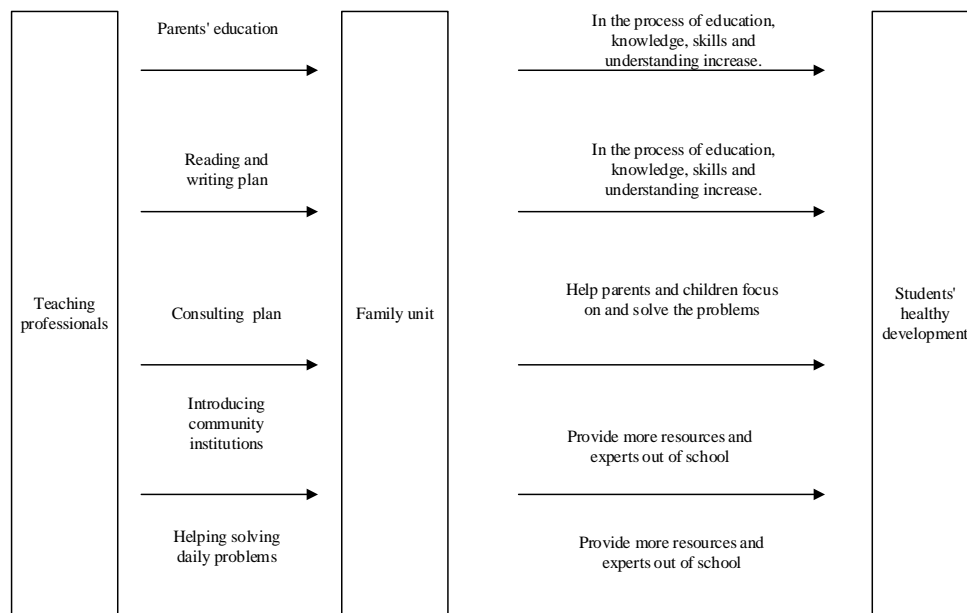 Parents' education
In the process of education,
knowledge, skills and
understanding increase.
Reading and
writing plan
In the process of education,
knowledge, skills and
understanding increase.
Teaching
professionals
Consulting plan
Family unit
Help parents and children focus
on and solve the problems
Students'
healthy
development
Introducing
community
institutions
Provide more resources and
experts out of school
Helping solving
daily problems
Provide more resources and
experts out of school